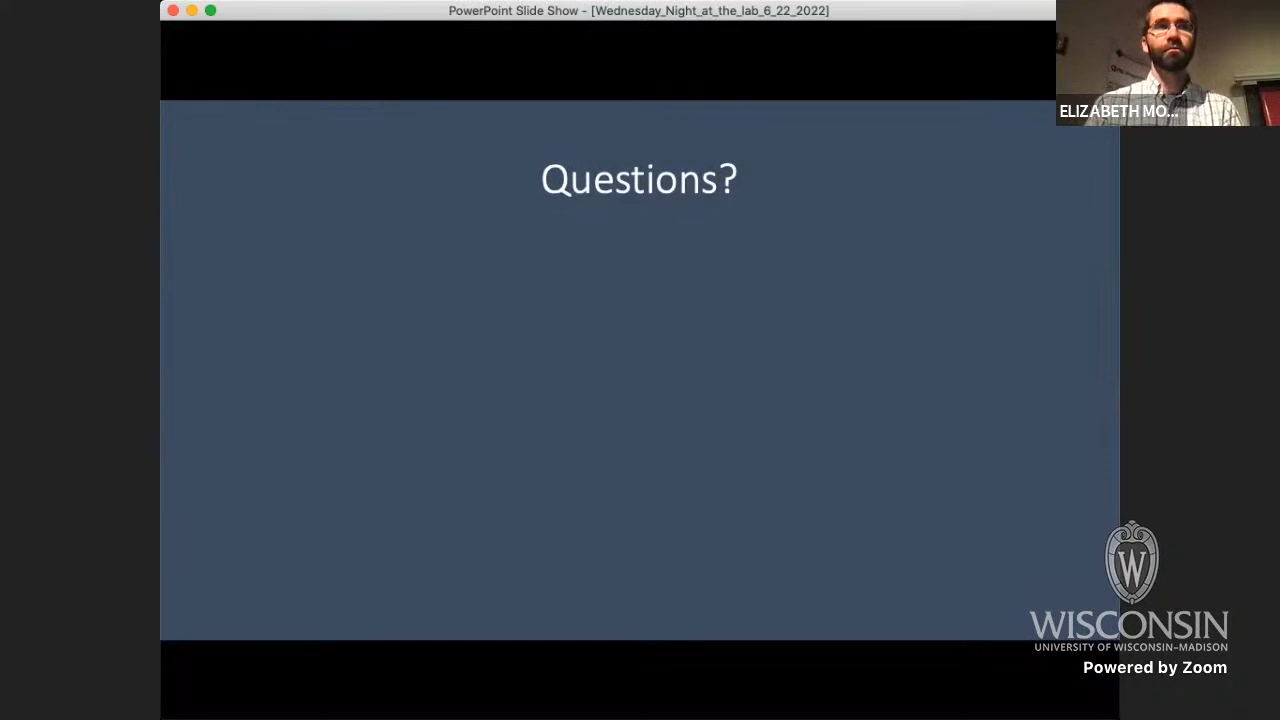 PowerPoint Slide Show - [Wednesday_Night_at_the_lab_6_22_2022]
ELIZABETH MO...
Questions?
W
WISCONSIN
UNIVERSITY OF WISCONSIN–MADISON
Powered by Zoom